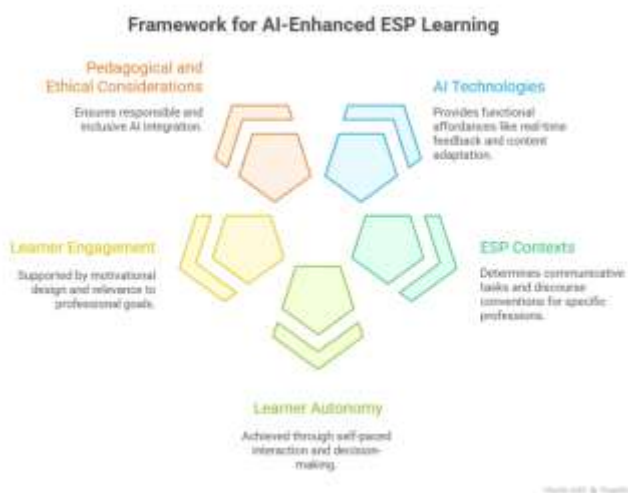 Framework for AI-Enhanced ESP Learning
Pedagogical and
Ethical Considerations
Ensures responsible and
inclusive AI integration.
AI Technologies
Provides functional
affordances like real-time
feedback and content
adaptation.
Learner Engagement
Supported by motivational
design and relevance to
professional goals.
ESP Contexts
Determines communicative
tasks and discourse
conventions for specific
professions.
Learner Autonomy
Achieved through self-paced
interaction and decision-
making.